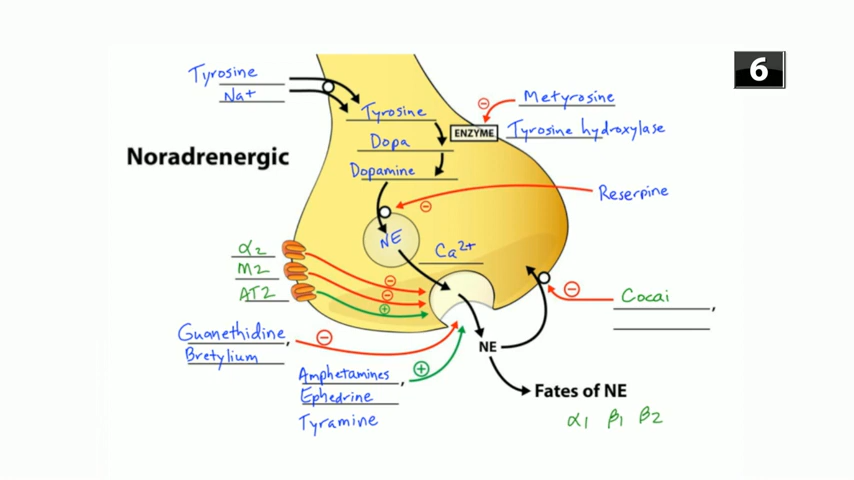 6
Tyrosine
Na+
Tyrosine
Dopa
Dopamine
Metyrosine
ENZYME
Tyrosine hydroxylase
Noradrenergic
Reserpine
NE
Ca2+
α2
M2
AT2
Cocai,
Guanethidine,
Bretylium
NE
Amphetamines,
Ephedrine
Tyramine
Fates of NE
α1 β1 β2